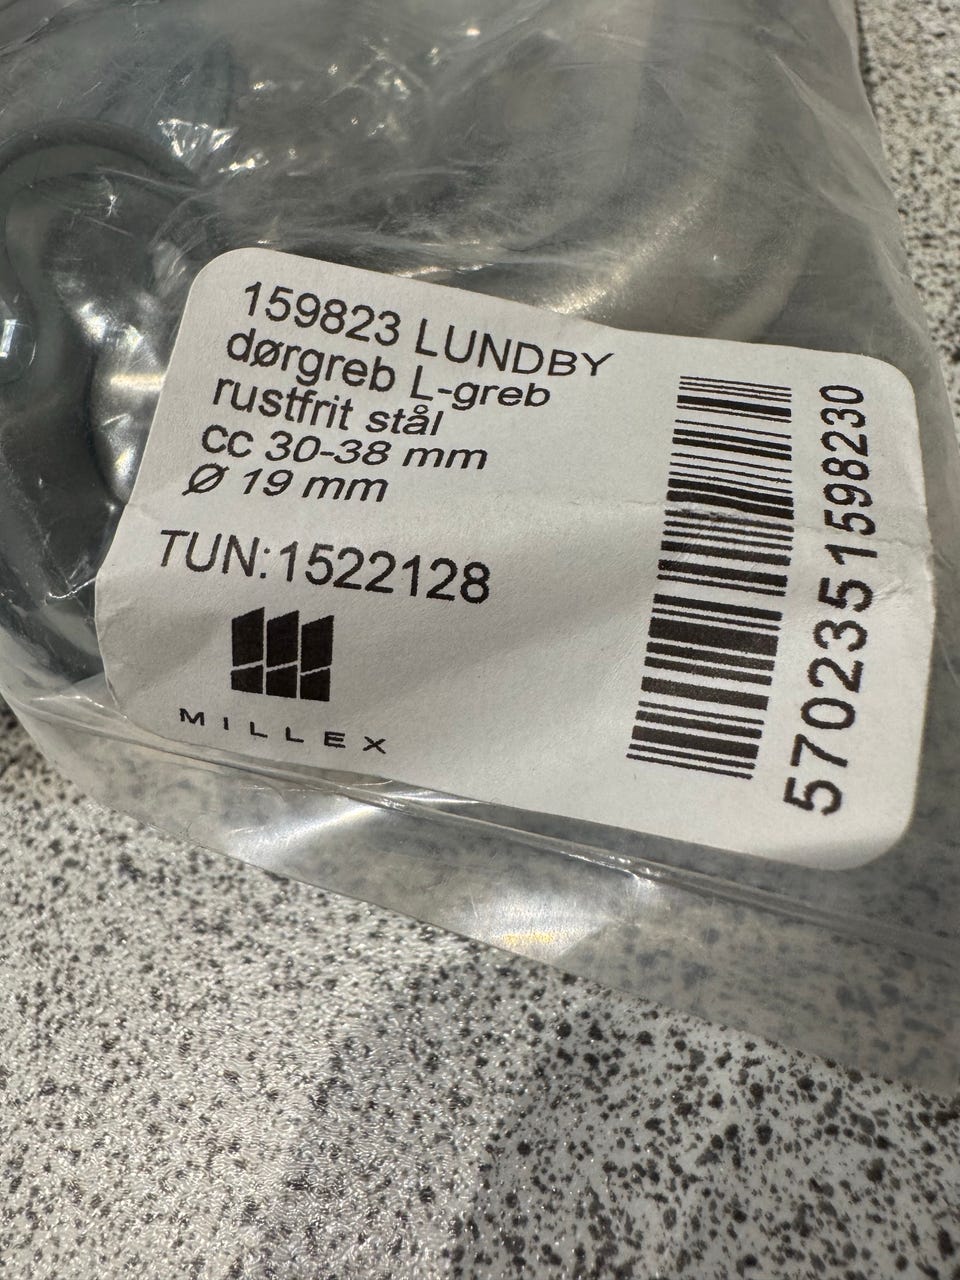 159823 LUNDBY
dørgreb L-greb
rustfrit stål
cc 30-38 mm
Ø 19 mm
TUN:1522128
MILLEX
5702351598230